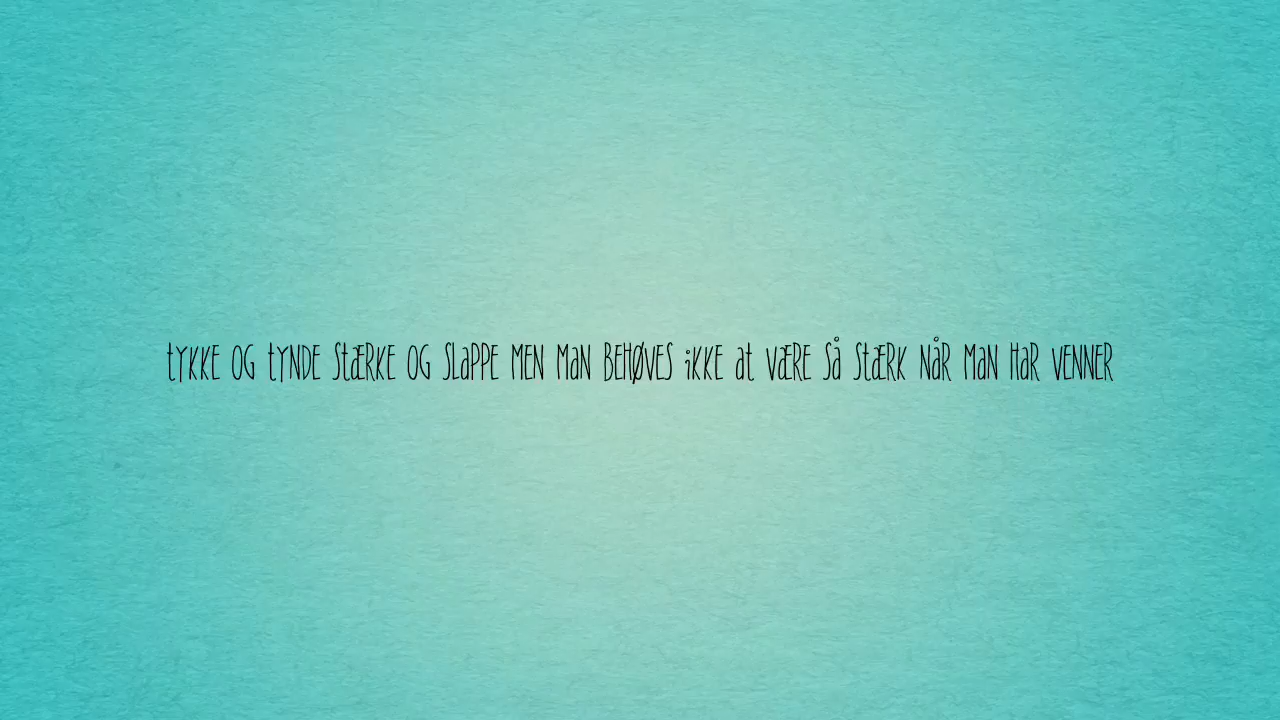 tykke og tynde stærke og slappe men man behøves ikke at være så stærk når man har venner